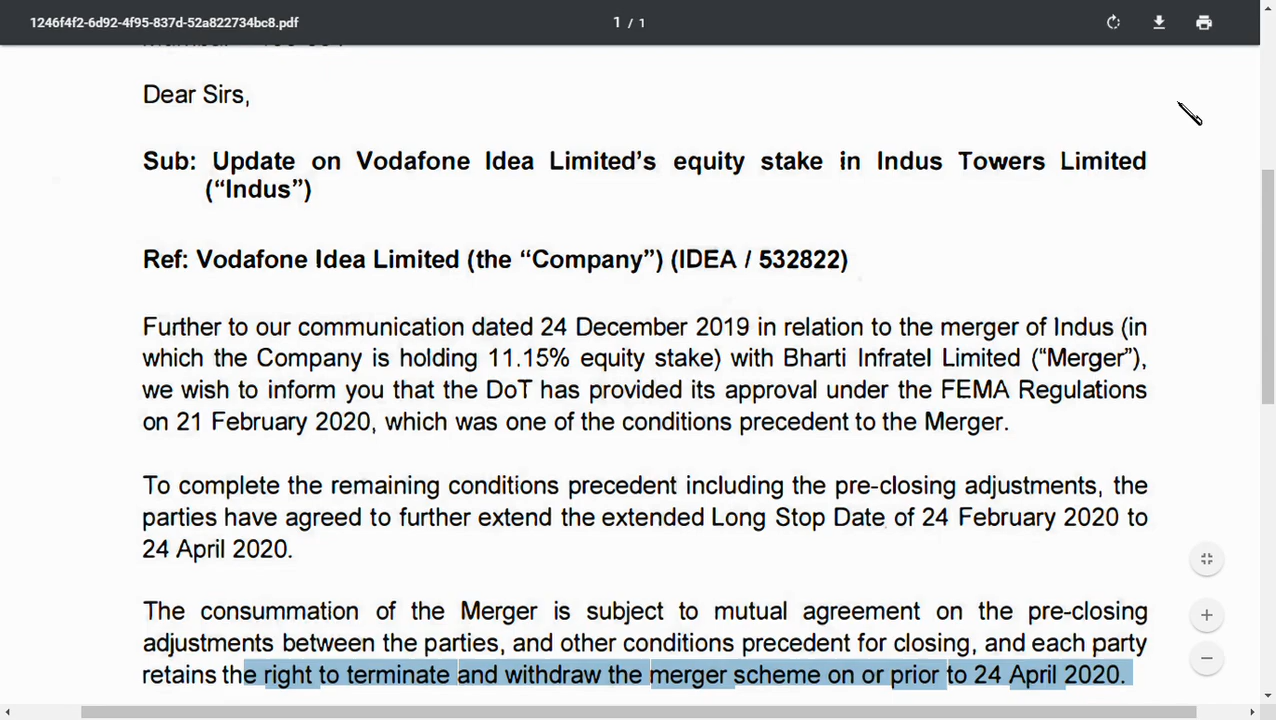 1246f4f2-6d92-4f95-837d-52a822734bc8.pdf
1 / 1
Dear Sirs,
Sub: Update on Vodafone Idea Limited's equity stake in Indus Towers Limited
(“Indus”)
Ref: Vodafone Idea Limited (the “Company”) (IDEA / 532822)
Further to our communication dated 24 December 2019 in relation to the merger of Indus (in
which the Company is holding 11.15% equity stake) with Bharti Infratel Limited (“Merger”),
we wish to inform you that the DoT has provided its approval under the FEMA Regulations
on 21 February 2020, which was one of the conditions precedent to the Merger.
To complete the remaining conditions precedent including the pre-closing adjustments, the
parties have agreed to further extend the extended Long Stop Date of 24 February 2020 to
24 April 2020.
The consummation of the Merger is subject to mutual agreement on the pre-closing
adjustments between the parties, and other conditions precedent for closing, and each party
retains the right to terminate and withdraw the merger scheme on or prior to 24 April 2020.